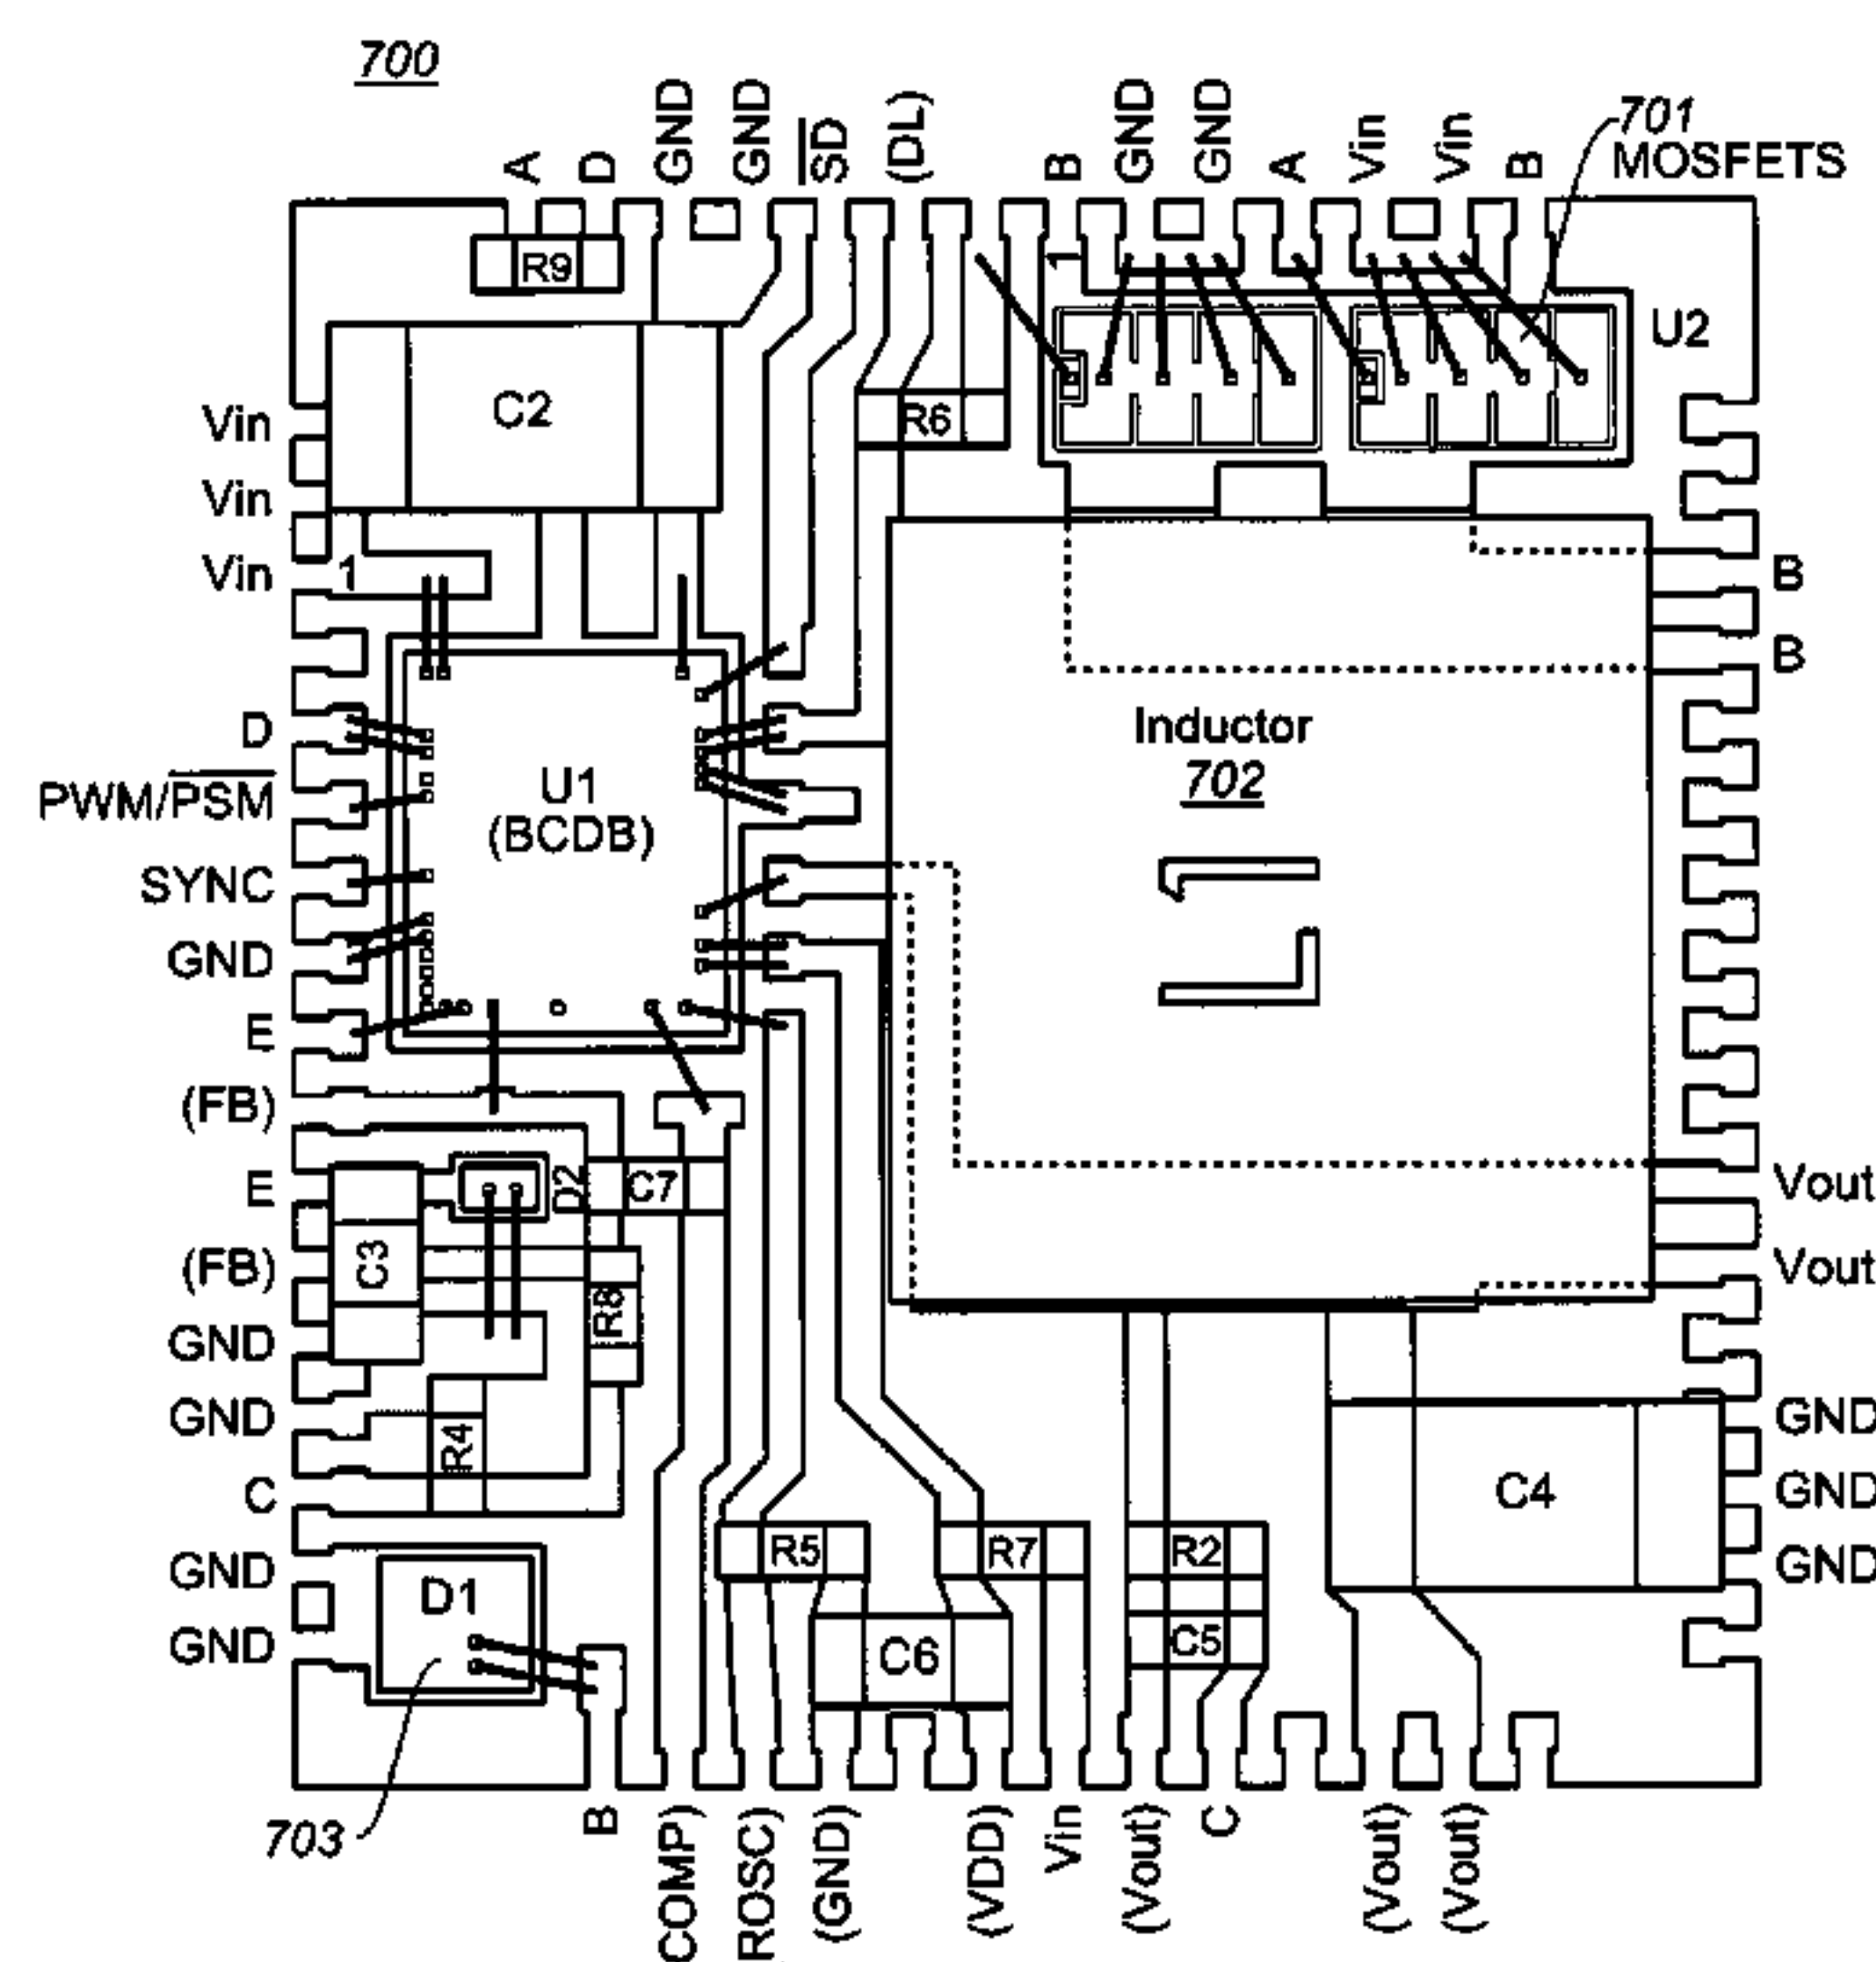 700
A
D
GND
GND
SD
(DL)
B
GND
GND
A
Vin
Vin
B
701
MOSFETS
R9
1
U2
C2
R6
Vin
Vin
Vin
1
B
B
D
PWM/PSM
SYNC
GND
E
(FB)
E
(FB)
GND
GND
C
GND
GND
U1
(BCDB)
Inductor
702
L1
D2
C7
C3
R8
R4
Vout
Vout
GND
GND
GND
C4
R5
R7
R2
D1
C6
C5
703
B
COMP)
ROSC)
(GND)
(VDD)
Vin
(Vout)
C
(Vout)
(Vout)